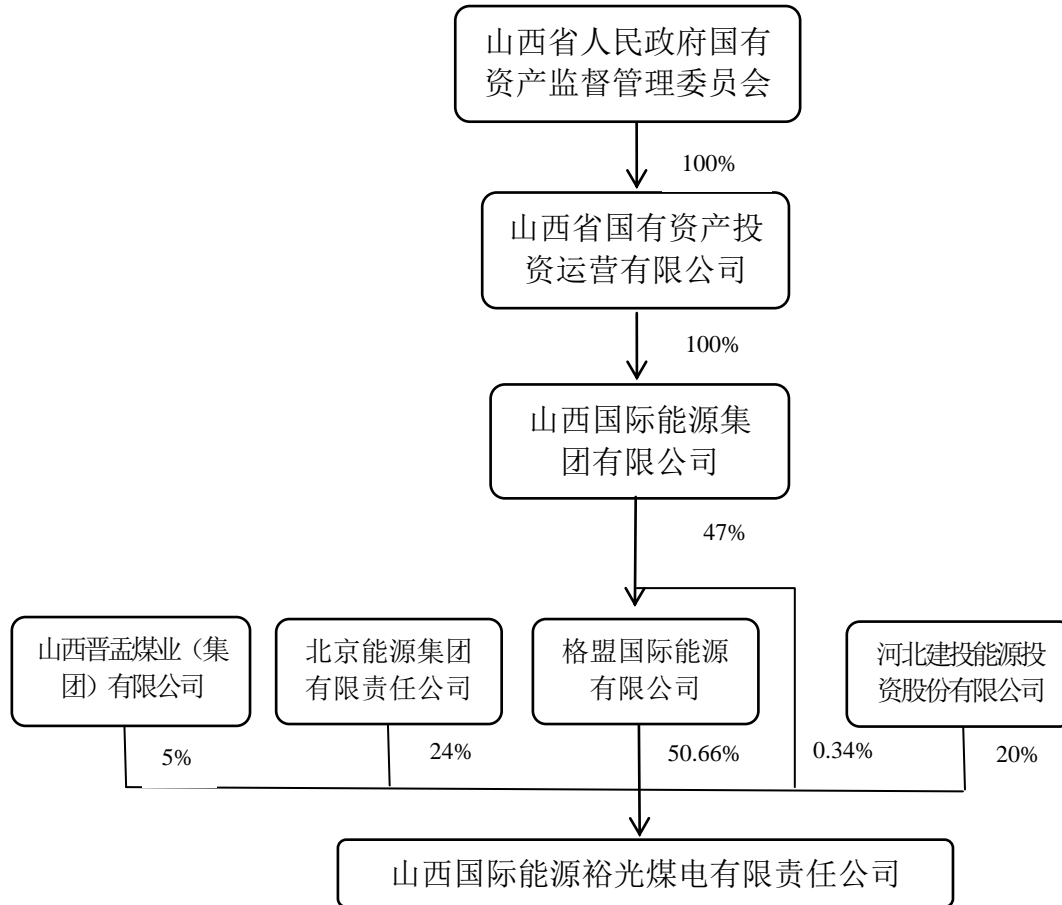 山西省人民政府国有
资产监督管理委员会
100%
山西省国有资产投
资运营有限公司
100%
山西国际能源集
团有限公司
47%
山西晋盂煤业（集
团）有限公司
北京能源集团
有限责任公司
格盟国际能源
有限公司
河北建投能源投
资股份有限公司
5%
24%
50.66%
0.34%
20%
山西国际能源裕光煤电有限责任公司